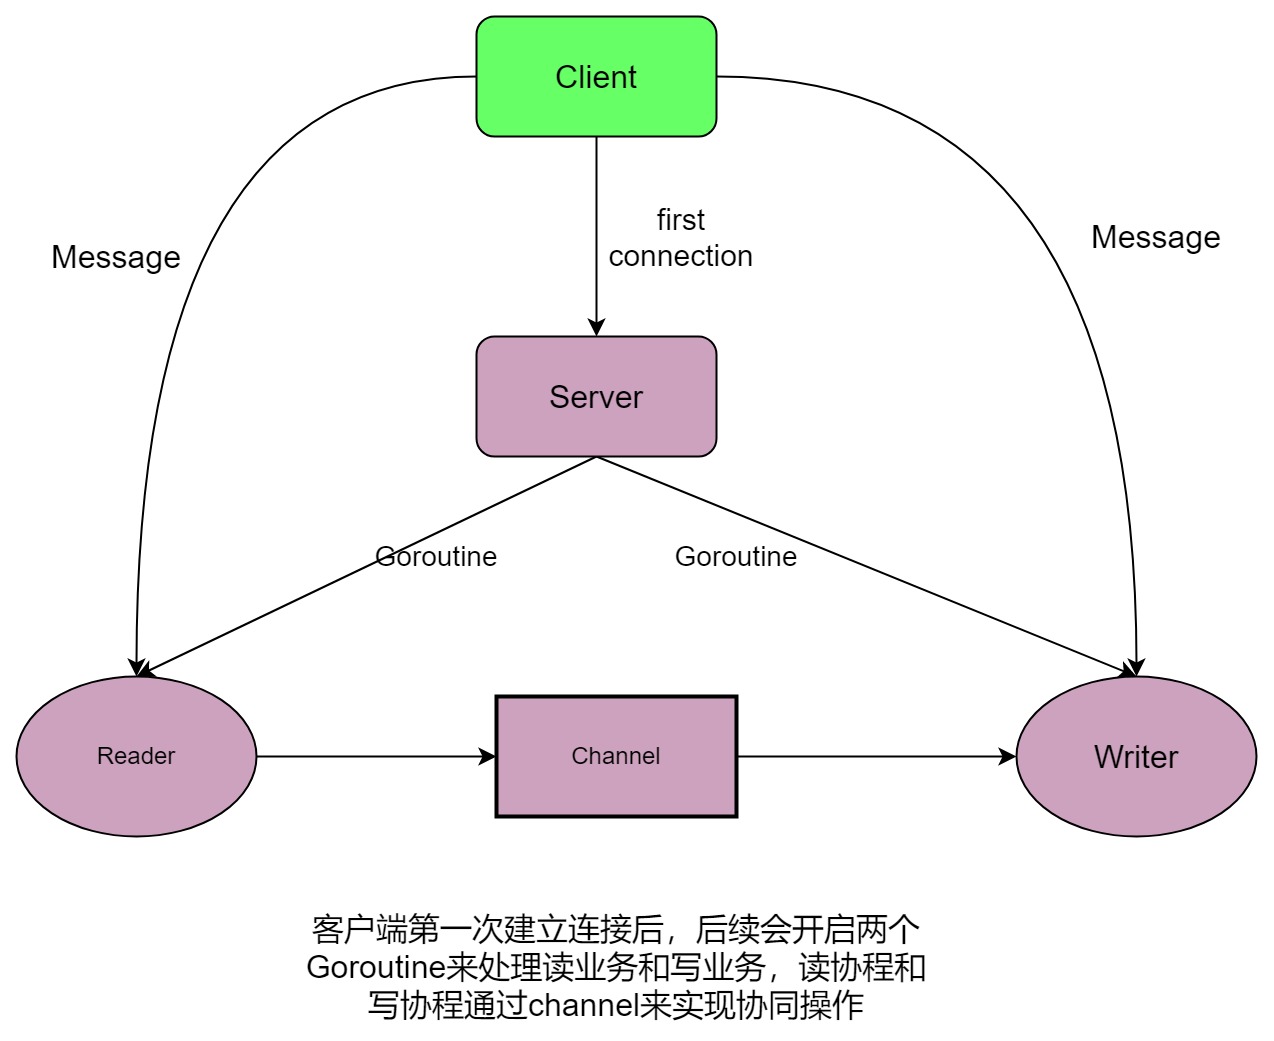 Client
first
connection
Message
Message
Server
Goroutine
Goroutine
Reader
Channel
Writer
客户端第一次建立连接后，后续会开启两个
Goroutine来处理读业务和写业务，读协程和
写协程通过channel来实现协同操作